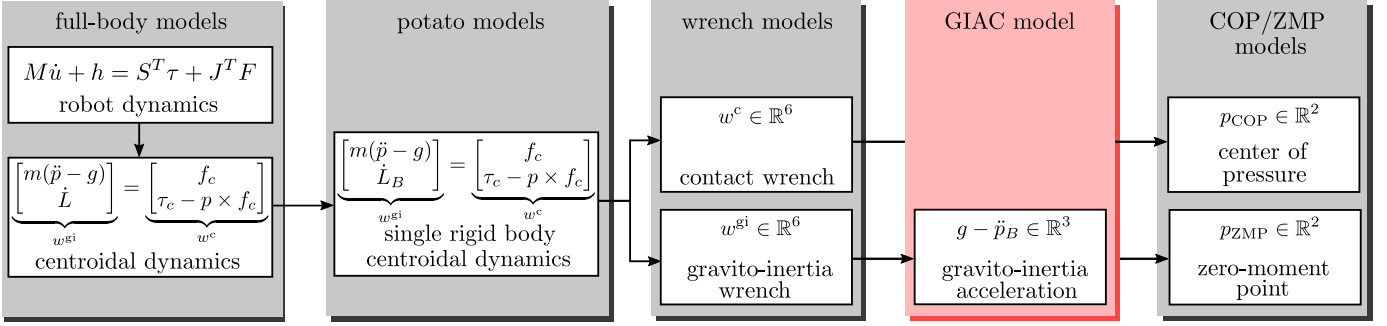 full-body models
Mu̇ + h = SᵀT τ + JᵀF
robot dynamics
[m(p̈ − g) L̇] = [f_c τ_c − p × f_c]
w^gi w^c
centroidal dynamics
potato models
[m(p̈ − g) L̇_B] = [f_c τ_c − p × f_c]
w^gi w^c
single rigid body
centroidal dynamics
wrench models
w^c ∈ ℝ^6
contact wrench
w^gi ∈ ℝ^6
gravito-inertia
wrench
GIAC model
g − p̈_B ∈ ℝ^3
gravito-inertia
acceleration
COP/ZMP
models
p_COP ∈ ℝ^2
center of
pressure
p_ZMP ∈ ℝ^2
zero-moment
point